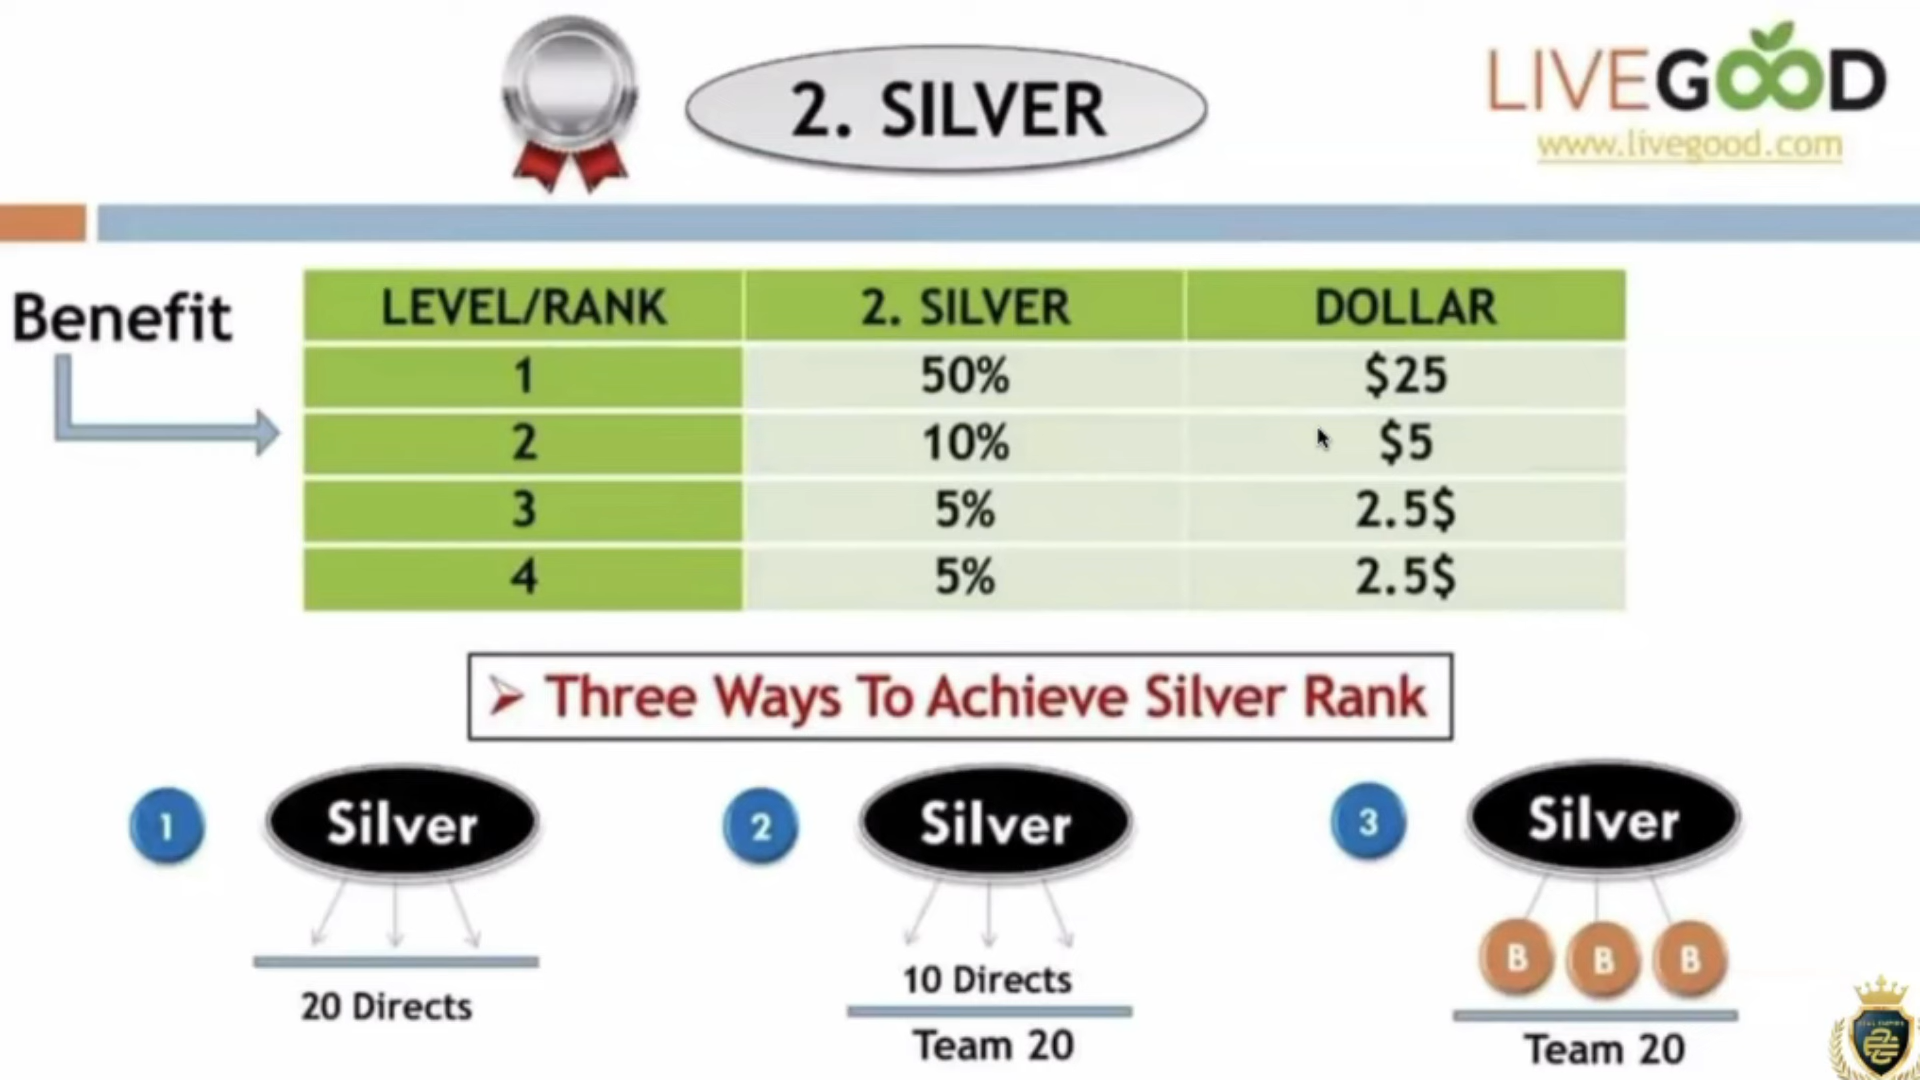 2. SILVER
LIVEGOOD
www.livegood.com
Benefit
LEVEL/RANK 2. SILVER DOLLAR
1 50% $25
2 10% $5
3 5% 2.5$
4 5% 2.5$
Three Ways To Achieve Silver Rank
1 Silver
20 Directs
2 Silver
10 Directs
Team 20
3 Silver
B B B
Team 20